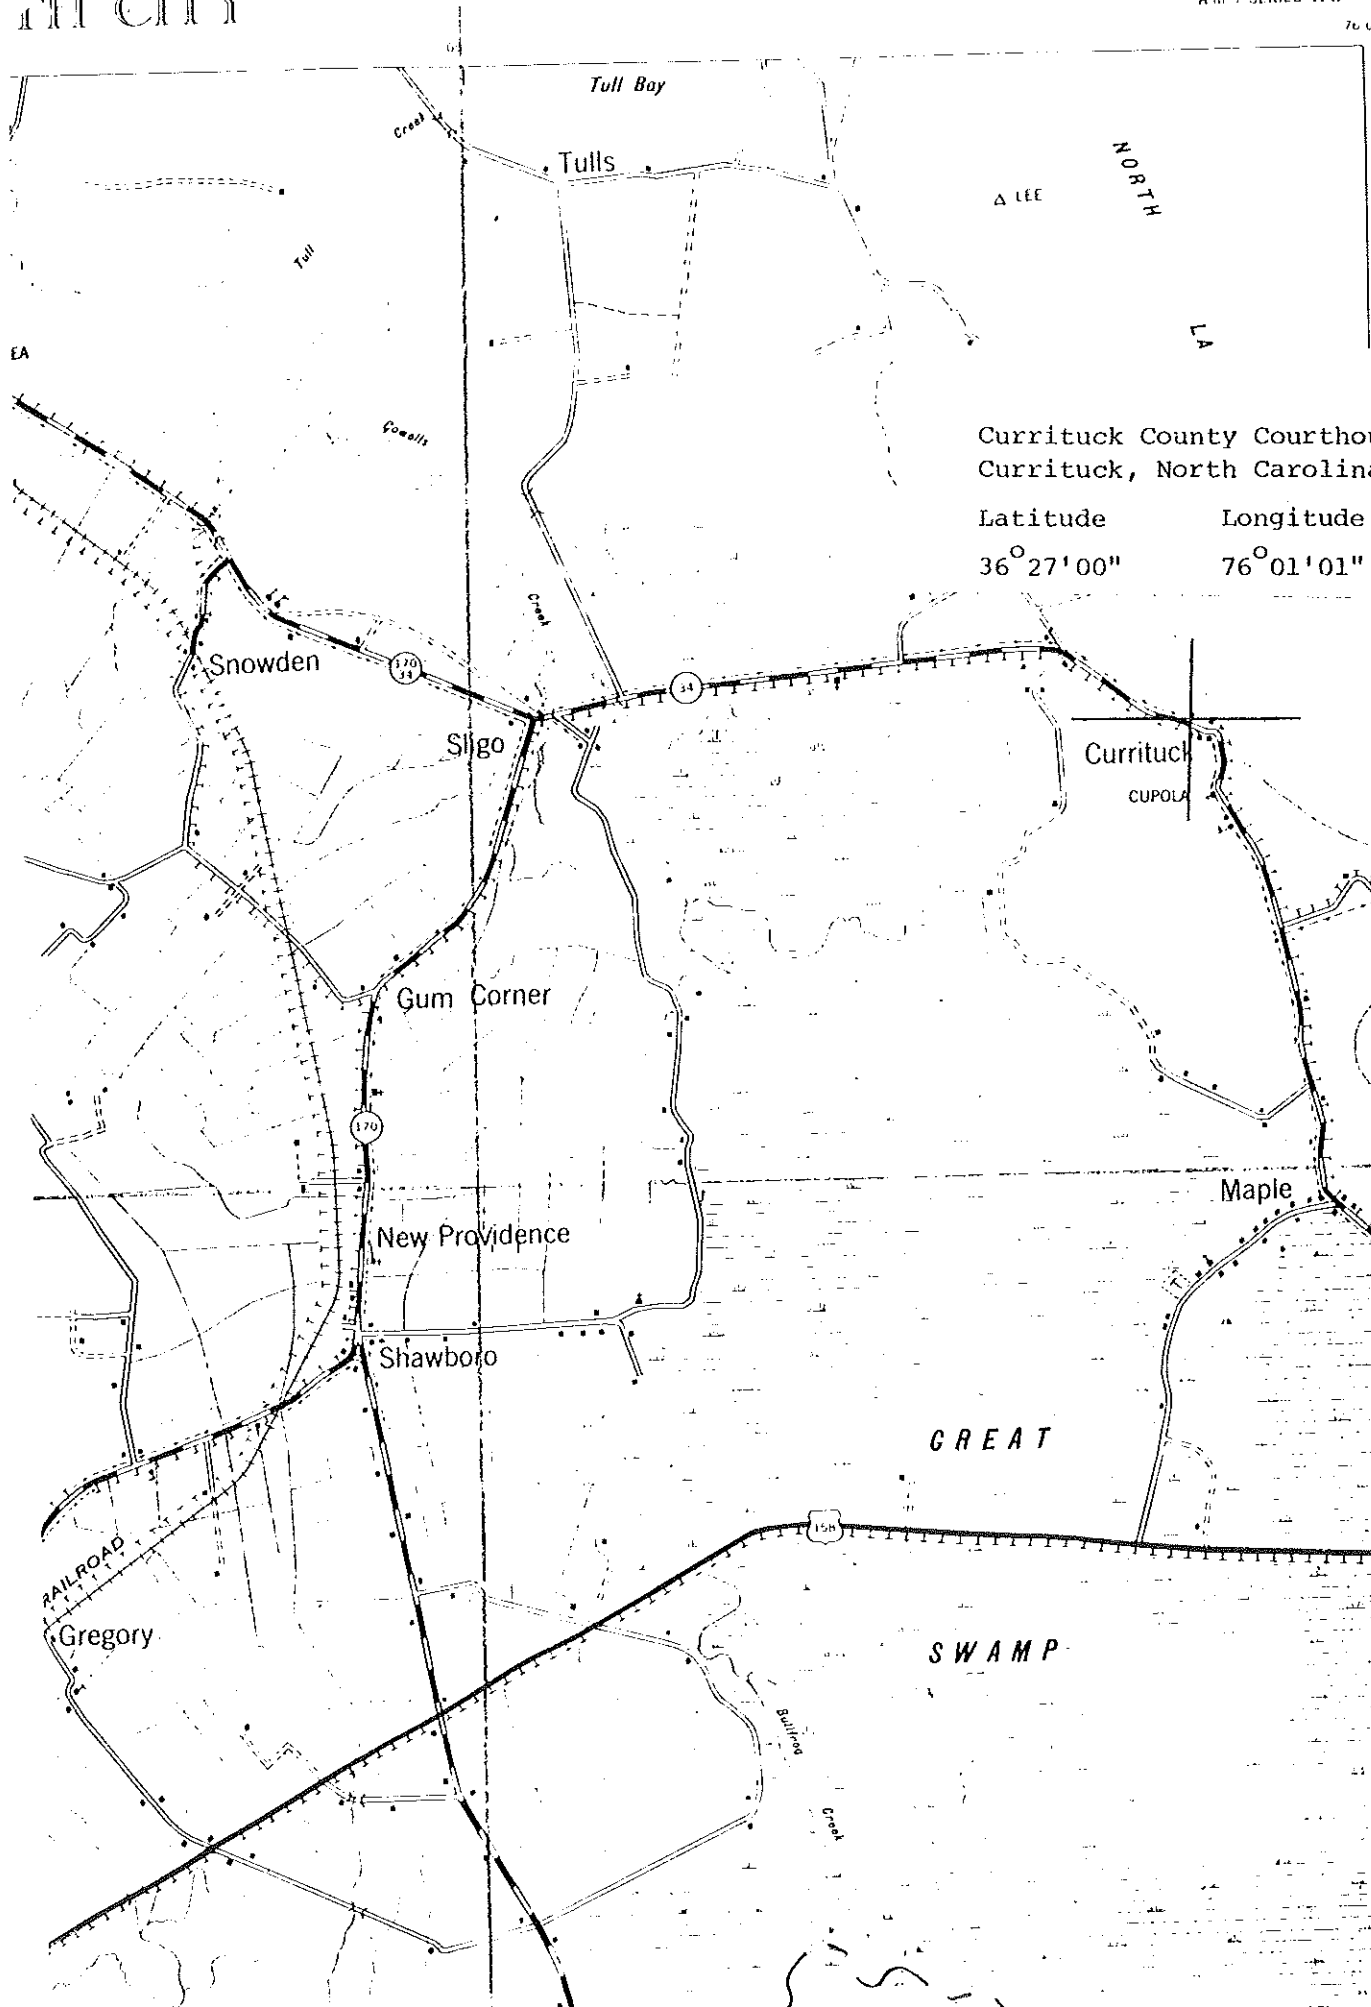 Tull Bay
Creek
Tulls
NORTH
△ LEE
Tull
LA
EA
Cowells
Currituck County Courthou
Currituck, North Carolina
Latitude Longitude
36°27'00" 76°01'01"
Creek
Snowden
170
34
34
Sligo
Currituck
CUPOLA
Gum Corner
170
Maple
New Providence
Shawboro
GREAT
158
RAILROAD
Gregory
SWAMP
Bullfrog
Creek